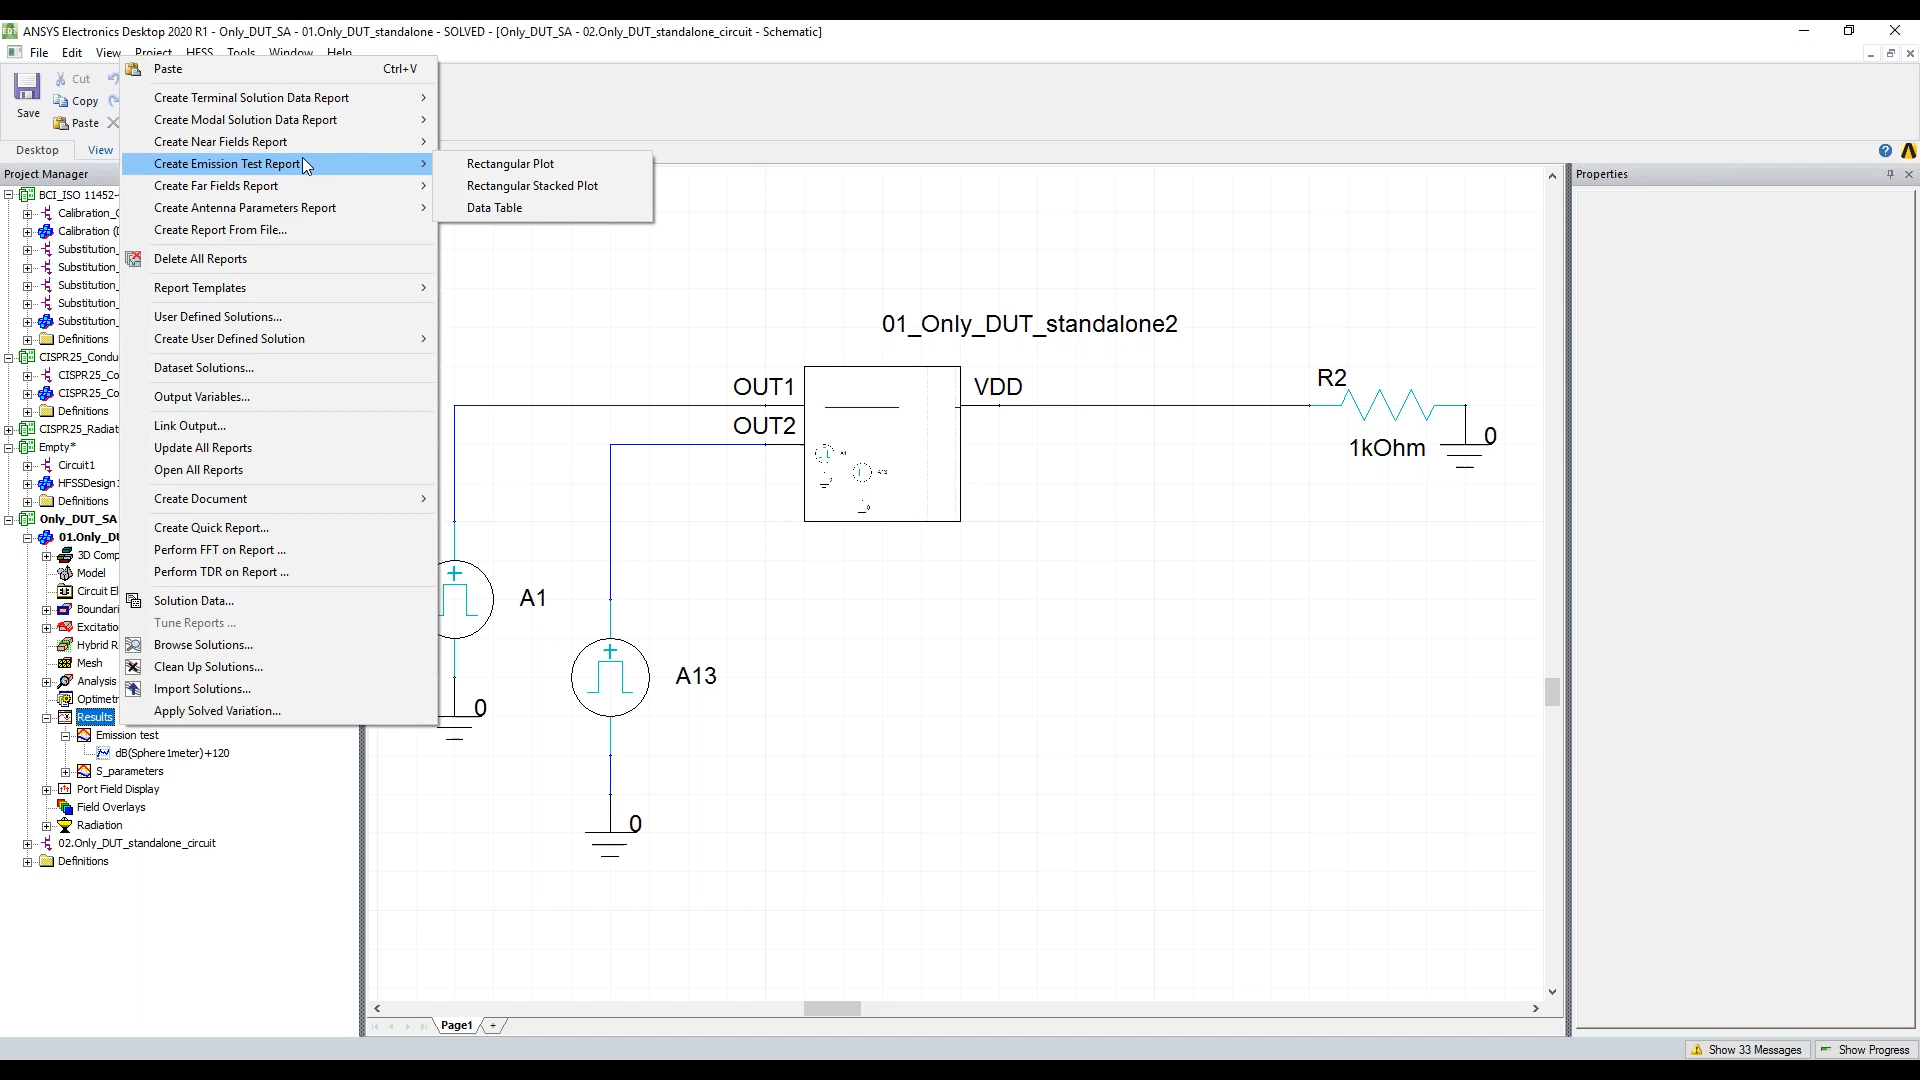 ANSYS Electronics Desktop 2020 R1 - Only_DUT_SA - 01.Only_DUT_standalone - SOLVED - [Only_DUT_SA - 02.Only_DUT_standalone_circuit - Schematic]
File Edit View Project HFSS Tools Window Help
Save
Cut
Copy
Paste
Desktop View
Paste Ctrl+V
Create Terminal Solution Data Report
Create Modal Solution Data Report
Create Near Fields Report
Create Emission Test Report
Create Far Fields Report
Create Antenna Parameters Report
Create Report From File...
Delete All Reports
Report Templates
User Defined Solutions...
Create User Defined Solution
Dataset Solutions...
Output Variables...
Link Output...
Update All Reports
Open All Reports
Create Document
Create Quick Report...
Perform FFT on Report ...
Perform TDR on Report ...
Solution Data...
Tune Reports ...
Browse Solutions...
Clean Up Solutions...
Import Solutions...
Apply Solved Variation...
Rectangular Plot
Rectangular Stacked Plot
Data Table
Project Manager
BCI_ISO 11452-
Calibration_
Calibration (
Substitution_
Substitution_
Substitution_
Substitution_
Substitution_
Definitions
CISPR25_Condu
CISPR25_Co
CISPR25_Co
Definitions
CISPR25_Radiat
Empty*
Circuit1
HFSSDesign1
Definitions
Only_DUT_SA
01.Only_DU
3D Comp
Model
Circuit El
Boundari
Excitatio
Hybrid R
Mesh
Analysis
Optimetr
Results
Emission test
dB(Sphere1meter)+120
S_parameters
Port Field Display
Field Overlays
Radiation
02.Only_DUT_standalone_circuit
Definitions
01_Only_DUT_standalone2
OUT1
OUT2
VDD
R2
1kOhm
0
A1
0
A13
0
Page1 +
Properties
Show 33 Messages
Show Progress